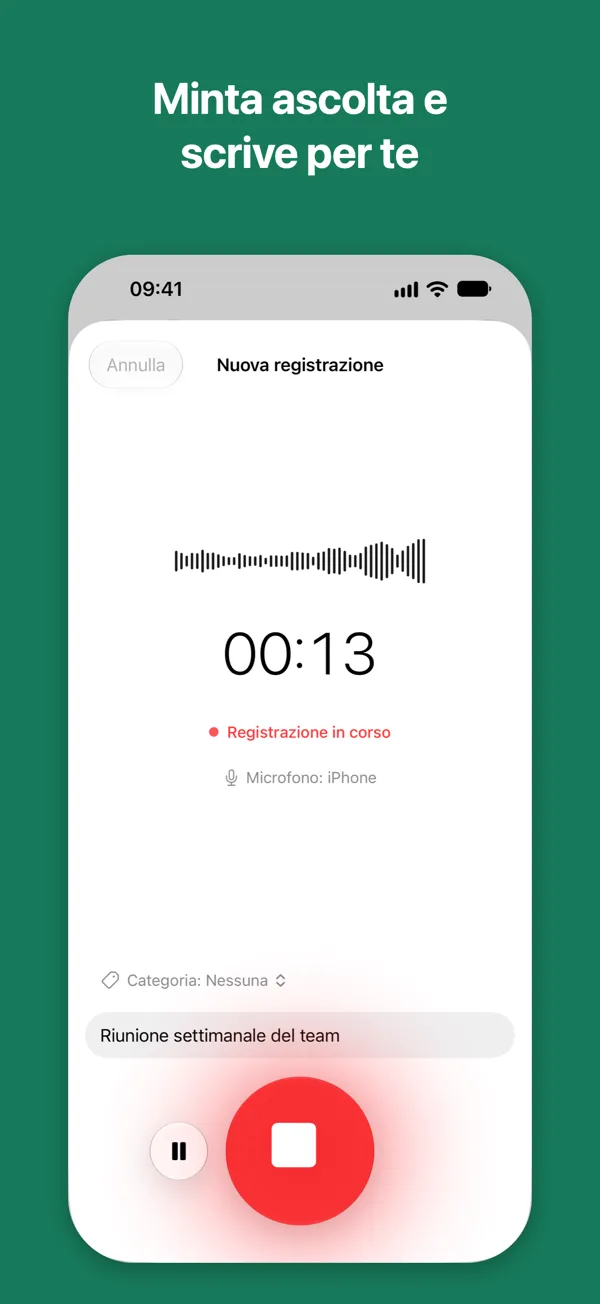 Minta ascolta e
scrive per te
09:41
Annulla
Nuova registrazione
00:13
Registrazione in corso
Microfono: iPhone
Categoria: Nessuna
Riunione settimanale del team